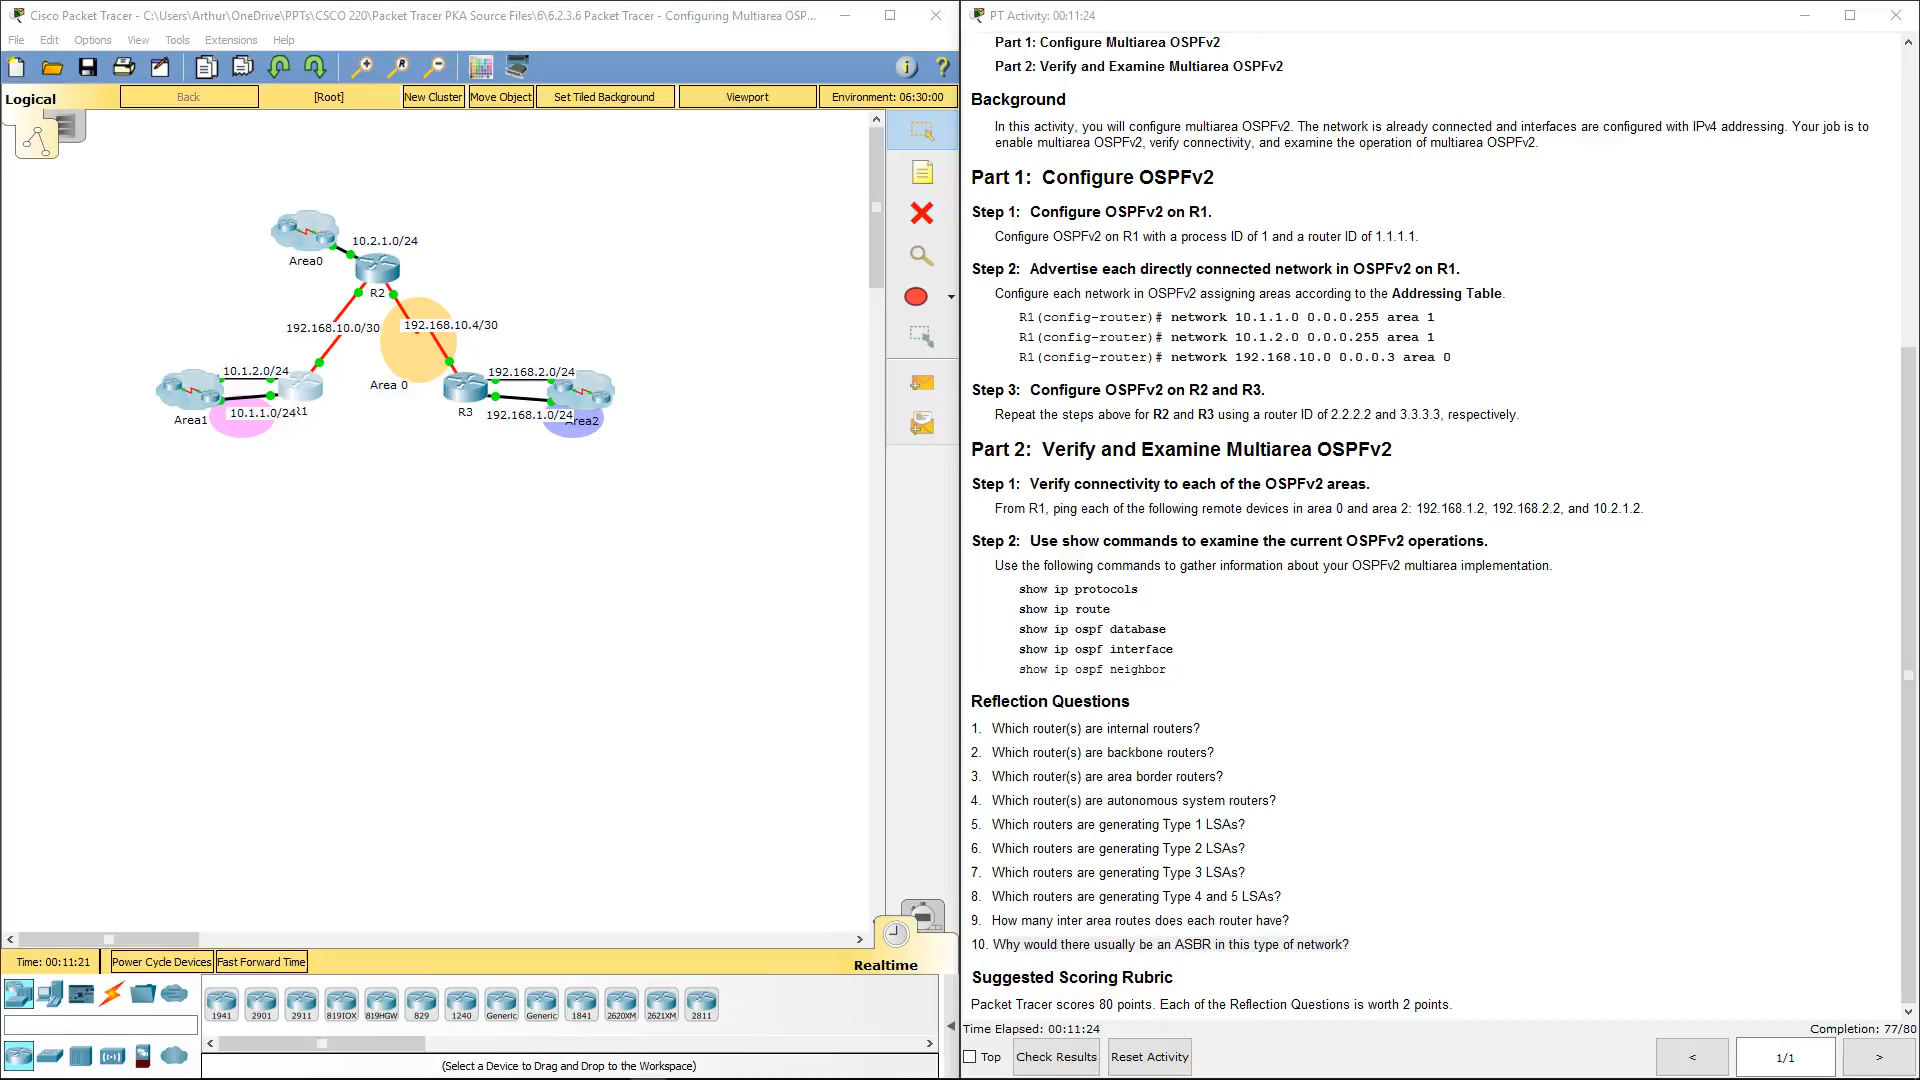 Cisco Packet Tracer - C:\Users\Arthur\OneDrive\PPTs\CSCO 220\Packet Tracer PKA Source Files\6\6.2.3.6 Packet Tracer - Configuring Multiarea OSP...
File Edit Options View Tools Extensions Help
Logical
Back
[Root]
New Cluster
Move Object
Set Tiled Background
Viewport
Environment: 06:30:00
10.2.1.0/24
Area0
R2
192.168.10.0/30
192.168.10.4/30
10.1.2.0/24
Area 0
192.168.2.0/24
10.1.1.0/24
R3
192.168.1.0/24
Area1
Area2
Time: 00:11:21
Power Cycle Devices
Fast Forward Time
Realtime
1941
2901
2911
819IOX
819HGW
829
1240
Generic
Generic
1841
2620XM
2621XM
2811
(Select a Device to Drag and Drop to the Workspace)
PT Activity: 00:11:24
Part 1: Configure Multiarea OSPFv2
Part 2: Verify and Examine Multiarea OSPFv2
Background
In this activity, you will configure multiarea OSPFv2. The network is already connected and interfaces are configured with IPv4 addressing. Your job is to
enable multiarea OSPFv2, verify connectivity, and examine the operation of multiarea OSPFv2.
Part 1: Configure OSPFv2
Step 1: Configure OSPFv2 on R1.
Configure OSPFv2 on R1 with a process ID of 1 and a router ID of 1.1.1.1.
Step 2: Advertise each directly connected network in OSPFv2 on R1.
Configure each network in OSPFv2 assigning areas according to the Addressing Table.
R1(config-router)# network 10.1.1.0 0.0.0.255 area 1
R1(config-router)# network 10.1.2.0 0.0.0.255 area 1
R1(config-router)# network 192.168.10.0 0.0.0.3 area 0
Step 3: Configure OSPFv2 on R2 and R3.
Repeat the steps above for R2 and R3 using a router ID of 2.2.2.2 and 3.3.3.3, respectively.
Part 2: Verify and Examine Multiarea OSPFv2
Step 1: Verify connectivity to each of the OSPFv2 areas.
From R1, ping each of the following remote devices in area 0 and area 2: 192.168.1.2, 192.168.2.2, and 10.2.1.2.
Step 2: Use show commands to examine the current OSPFv2 operations.
Use the following commands to gather information about your OSPFv2 multiarea implementation.
show ip protocols
show ip route
show ip ospf database
show ip ospf interface
show ip ospf neighbor
Reflection Questions
1. Which router(s) are internal routers?
2. Which router(s) are backbone routers?
3. Which router(s) are area border routers?
4. Which router(s) are autonomous system routers?
5. Which routers are generating Type 1 LSAs?
6. Which routers are generating Type 2 LSAs?
7. Which routers are generating Type 3 LSAs?
8. Which routers are generating Type 4 and 5 LSAs?
9. How many inter area routes does each router have?
10. Why would there usually be an ASBR in this type of network?
Suggested Scoring Rubric
Packet Tracer scores 80 points. Each of the Reflection Questions is worth 2 points.
Time Elapsed: 00:11:24
Completion: 77/80
Top
Check Results
Reset Activity
<
1/1
>